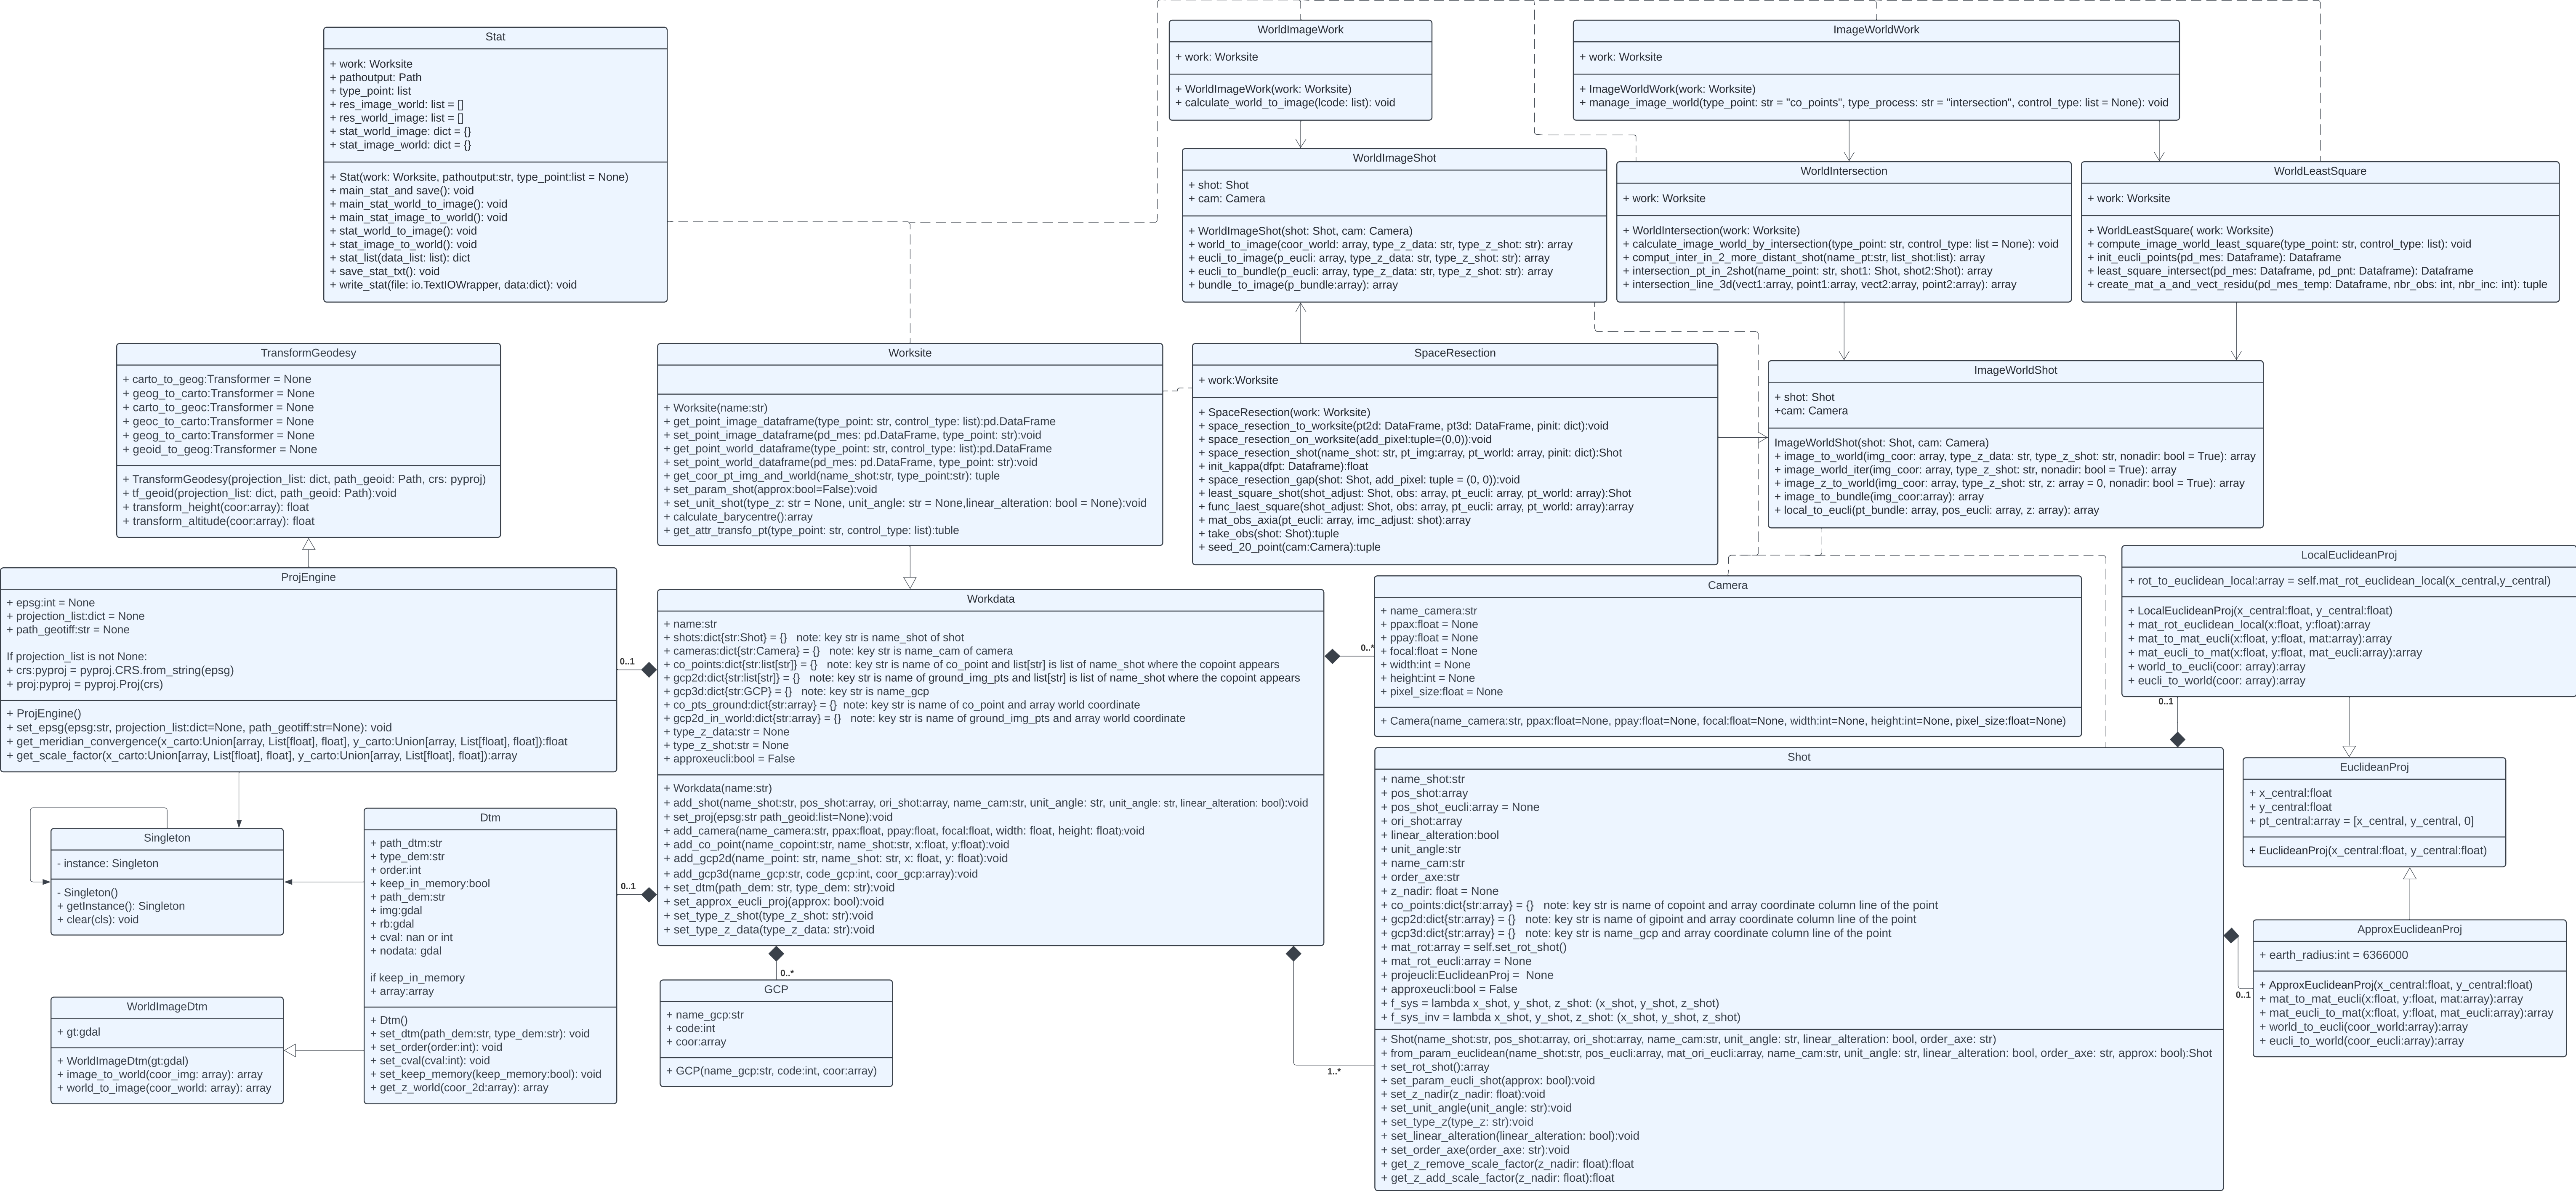 Stat
+ work: Worksite
+ pathoutput: Path
+ type_point: list
+ res_image_world: list = []
+ res_world_image: list = []
+ stat_world_image: dict = {}
+ stat_image_world: dict = {}
+ Stat(work: Worksite, pathoutput:str, type_point:list = None)
+ main_stat_and save(): void
+ main_stat_world_to_image(): void
+ main_stat_image_to_world(): void
+ stat_world_to_image(): void
+ stat_image_to_world(): void
+ stat_list(data_list: list): dict
+ save_stat_txt(): void
+ write_stat(file: io.TextIOWrapper, data:dict): void
WorldImageWork
+ work: Worksite
+ WorldImageWork(work: Worksite)
+ calculate_world_to_image(lcode: list): void
ImageWorldWork
+ work: Worksite
+ ImageWorldWork(work: Worksite)
+ manage_image_world(type_point: str = "co_points", type_process: str = "intersection", control_type: list = None): void
WorldImageShot
+ shot: Shot
+ cam: Camera
+ WorldImageShot(shot: Shot, cam: Camera)
+ world_to_image(coor_world: array, type_z_data: str, type_z_shot: str): array
+ eucli_to_image(p_eucli: array, type_z_data: str, type_z_shot: str): array
+ eucli_to_bundle(p_eucli: array, type_z_data: str, type_z_shot: str): array
+ bundle_to_image(p_bundle:array): array
WorldIntersection
+ work: Worksite
+ WorldIntersection(work: Worksite)
+ calculate_image_world_by_intersection(type_point: str, control_type: list = None): void
+ comput_inter_in_2_more_distant_shot(name_pt:str, list_shot:list): array
+ intersection_pt_in_2shot(name_point: str, shot1: Shot, shot2:Shot): array
+ intersection_line_3d(vect1:array, point1:array, vect2:array, point2:array): array
WorldLeastSquare
+ work: Worksite
+ WorldLeastSquare( work: Worksite)
+ compute_image_world_least_square(type_point: str, control_type: list): void
+ init_eucli_points(pd_mes: Dataframe): Dataframe
+ least_square_intersect(pd_mes: Dataframe, pd_pnt: Dataframe): Dataframe
+ create_mat_a_and_vect_residu(pd_mes_temp: Dataframe, nbr_obs: int, nbr_inc: int): tuple
TransformGeodesy
+ carto_to_geog:Transformer = None
+ geog_to_carto:Transformer = None
+ carto_to_geoc:Transformer = None
+ geoc_to_carto:Transformer = None
+ geog_to_carto:Transformer = None
+ geoid_to_geog:Transformer = None
+ TransformGeodesy(projection_list: dict, path_geoid: Path, crs: pyproj)
+ tf_geoid(projection_list: dict, path_geoid: Path):void
+ transform_height(coor:array): float
+ transform_altitude(coor:array): float
Worksite
+ Worksite(name:str)
+ get_point_image_dataframe(type_point: str, control_type: list):pd.DataFrame
+ set_point_image_dataframe(pd_mes: pd.DataFrame, type_point: str):void
+ get_point_world_dataframe(type_point: str, control_type: list):pd.DataFrame
+ set_point_world_dataframe(pd_mes: pd.DataFrame, type_point: str):void
+ get_coor_pt_img_and_world(name_shot:str, type_point:str): tuple
+ set_param_shot(approx:bool=False):void
+ set_unit_shot(type_z: str = None, unit_angle: str = None,linear_alteration: bool = None):void
+ calculate_barycentre():array
+ get_attr_transfo_pt(type_point: str, control_type: list):tuble
SpaceResection
+ work:Worksite
+ SpaceResection(work: Worksite)
+ space_resection_to_worksite(pt2d: DataFrame, pt3d: DataFrame, pinit: dict):void
+ space_resection_on_worksite(add_pixel:tuple=(0,0)):void
+ space_resection_shot(name_shot: str, pt_img:array, pt_world: array, pinit: dict):Shot
+ init_kappa(dfpt: Dataframe):float
+ space_resection_gap(shot: Shot, add_pixel: tuple = (0, 0)):void
+ least_square_shot(shot_adjust: Shot, obs: array, pt_eucli: array, pt_world: array):Shot
+ func_laest_square(shot_adjust: Shot, obs: array, pt_eucli: array, pt_world: array):array
+ mat_obs_axia(pt_eucli: array, imc_adjust: shot):array
+ take_obs(shot: Shot):tuple
+ seed_20_point(cam:Camera):tuple
ImageWorldShot
+ shot: Shot
+cam: Camera
ImageWorldShot(shot: Shot, cam: Camera)
+ image_to_world(img_coor: array, type_z_data: str, type_z_shot: str, nonadir: bool = True): array
+ image_world_iter(img_coor: array, type_z_shot: str, nonadir: bool = True): array
+ image_z_to_world(img_coor: array, type_z_shot: str, z: array = 0, nonadir: bool = True): array
+ image_to_bundle(img_coor:array): array
+ local_to_eucli(pt_bundle: array, pos_eucli: array, z: array): array
ProjEngine
+ epsg:int = None
+ projection_list:dict = None
+ path_geotiff:str = None
If projection_list is not None:
+ crs:pyproj = pyproj.CRS.from_string(epsg)
+ proj:pyproj = pyproj.Proj(crs)
+ ProjEngine()
+ set_epsg(epsg:str, projection_list:dict=None, path_geotiff:str=None): void
+ get_meridian_convergence(x_carto:Union[array, List[float], float], y_carto:Union[array, List[float], float]):float
+ get_scale_factor(x_carto:Union[array, List[float], float], y_carto:Union[array, List[float], float]):array
0..1
Workdata
+ name:str
+ shots:dict{str:Shot} = {} note: key str is name_shot of shot
+ cameras:dict{str:Camera} = {} note: key str is name_cam of camera
+ co_points:dict{str:list[str]} = {} note: key str is name of co_point and list[str] is list of name_shot where the copoint appears
+ gcp2d:dict{str:list[str]} = {} note: key str is name of ground_img_pts and list[str] is list of name_shot where the copoint appears
+ gcp3d:dict{str:GCP} = {} note: key str is name_gcp
+ co_pts_ground:dict{str:array} = {} note: key str is name of co_point and array world coordinate
+ gcp2d_in_world:dict{str:array} = {} note: key str is name of ground_img_pts and array world coordinate
+ type_z_data:str = None
+ type_z_shot:str = None
+ approxeucli:bool = False
+ Workdata(name:str)
+ add_shot(name_shot:str, pos_shot:array, ori_shot:array, name_cam:str, unit_angle: str, unit_angle: str, linear_alteration: bool):void
+ set_proj(epsg:str path_geoid:list=None):void
+ add_camera(name_camera:str, ppax:float, ppay:float, focal:float, width: float, height: float):void
+ add_co_point(name_copoint:str, name_shot:str, x:float, y:float):void
+ add_gcp2d(name_point: str, name_shot: str, x: float, y: float):void
+ add_gcp3d(name_gcp:str, code_gcp:int, coor_gcp:array):void
+ set_dtm(path_dem: str, type_dem: str):void
+ set_approx_eucli_proj(approx: bool):void
+ set_type_z_shot(type_z_shot: str):void
+ set_type_z_data(type_z_data: str):void
0..*
Camera
+ name_camera:str
+ ppax:float = None
+ ppay:float = None
+ focal:float = None
+ width:int = None
+ height:int = None
+ pixel_size:float = None
+ Camera(name_camera:str, ppax:float=None, ppay:float=None, focal:float=None, width:int=None, height:int=None, pixel_size:float=None)
LocalEuclideanProj
+ rot_to_euclidean_local:array = self.mat_rot_euclidean_local(x_central,y_central)
+ LocalEuclideanProj(x_central:float, y_central:float)
+ mat_rot_euclidean_local(x:float, y:float):array
+ mat_to_mat_eucli(x:float, y:float, mat:array):array
+ mat_eucli_to_mat(x:float, y:float, mat_eucli:array):array
+ world_to_eucli(coor: array):array
+ eucli_to_world(coor: array):array
0..1
Singleton
- instance: Singleton
- Singleton()
+ getInstance(): Singleton
+ clear(cls): void
Dtm
+ path_dtm:str
+ type_dem:str
+ order:int
+ keep_in_memory:bool
+ path_dem:str
+ img:gdal
+ rb:gdal
+ cval: nan or int
+ nodata: gdal
if keep_in_memory
+ array:array
+ Dtm()
+ set_dtm(path_dem:str, type_dem:str): void
+ set_order(order:int): void
+ set_cval(cval:int): void
+ set_keep_memory(keep_memory:bool): void
+ get_z_world(coor_2d:array): array
0..1
WorldImageDtm
+ gt:gdal
+ WorldImageDtm(gt:gdal)
+ image_to_world(coor_img: array): array
+ world_to_image(coor_world: array): array
0..*
GCP
+ name_gcp:str
+ code:int
+ coor:array
+ GCP(name_gcp:str, code:int, coor:array)
1..*
Shot
+ name_shot:str
+ pos_shot:array
+ pos_shot_eucli:array = None
+ ori_shot:array
+ linear_alteration:bool
+ unit_angle:str
+ name_cam:str
+ order_axe:str
+ z_nadir: float = None
+ co_points:dict{str:array} = {} note: key str is name of copoint and array coordinate column line of the point
+ gcp2d:dict{str:array} = {} note: key str is name of gipoint and array coordinate column line of the point
+ gcp3d:dict{str:array} = {} note: key str is name_gcp and array coordinate column line of the point
+ mat_rot:array = self.set_rot_shot()
+ mat_rot_eucli:array = None
+ projeucli:EuclideanProj = None
+ approxeucli:bool = False
+ f_sys = lambda x_shot, y_shot, z_shot: (x_shot, y_shot, z_shot)
+ f_sys_inv = lambda x_shot, y_shot, z_shot: (x_shot, y_shot, z_shot)
+ Shot(name_shot:str, pos_shot:array, ori_shot:array, name_cam:str, unit_angle: str, linear_alteration: bool, order_axe: str)
+ from_param_euclidean(name_shot:str, pos_eucli:array, mat_ori_eucli:array, name_cam:str, unit_angle: str, linear_alteration: bool, order_axe: str, approx: bool):Shot
+ set_rot_shot():array
+ set_param_eucli_shot(approx: bool):void
+ set_z_nadir(z_nadir: float):void
+ set_unit_angle(unit_angle: str):void
+ set_type_z(type_z: str):void
+ set_linear_alteration(linear_alteration: bool):void
+ set_order_axe(order_axe: str):void
+ get_z_remove_scale_factor(z_nadir: float):float
+ get_z_add_scale_factor(z_nadir: float):float
EuclideanProj
+ x_central:float
+ y_central:float
+ pt_central:array = [x_central, y_central, 0]
+ EuclideanProj(x_central:float, y_central:float)
0..1
ApproxEuclideanProj
+ earth_radius:int = 6366000
+ ApproxEuclideanProj(x_central:float, y_central:float)
+ mat_to_mat_eucli(x:float, y:float, mat:array):array
+ mat_eucli_to_mat(x:float, y:float, mat_eucli:array):array
+ world_to_eucli(coor_world:array):array
+ eucli_to_world(coor_eucli:array):array